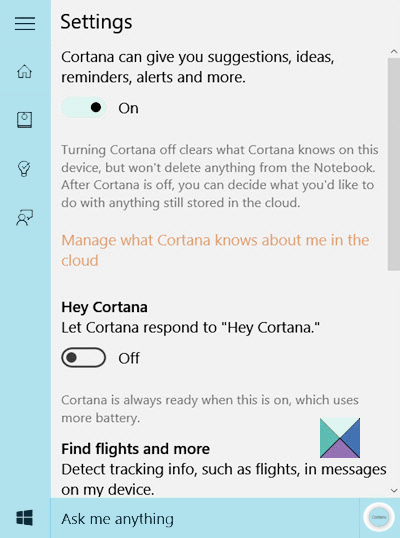 Settings
Cortana can give you suggestions, ideas,
reminders, alerts and more.
On
Turning Cortana off clears what Cortana knows on this
device, but won't delete anything from the Notebook.
After Cortana is off, you can decide what you'd like to
do with anything still stored in the cloud.
Manage what Cortana knows about me in the
cloud
Hey Cortana
Let Cortana respond to "Hey Cortana."
Off
Cortana is always ready when this is on, which uses
more battery.
Find flights and more
Detect tracking info, such as flights, in messages
on my device.
Ask me anything
Cortana